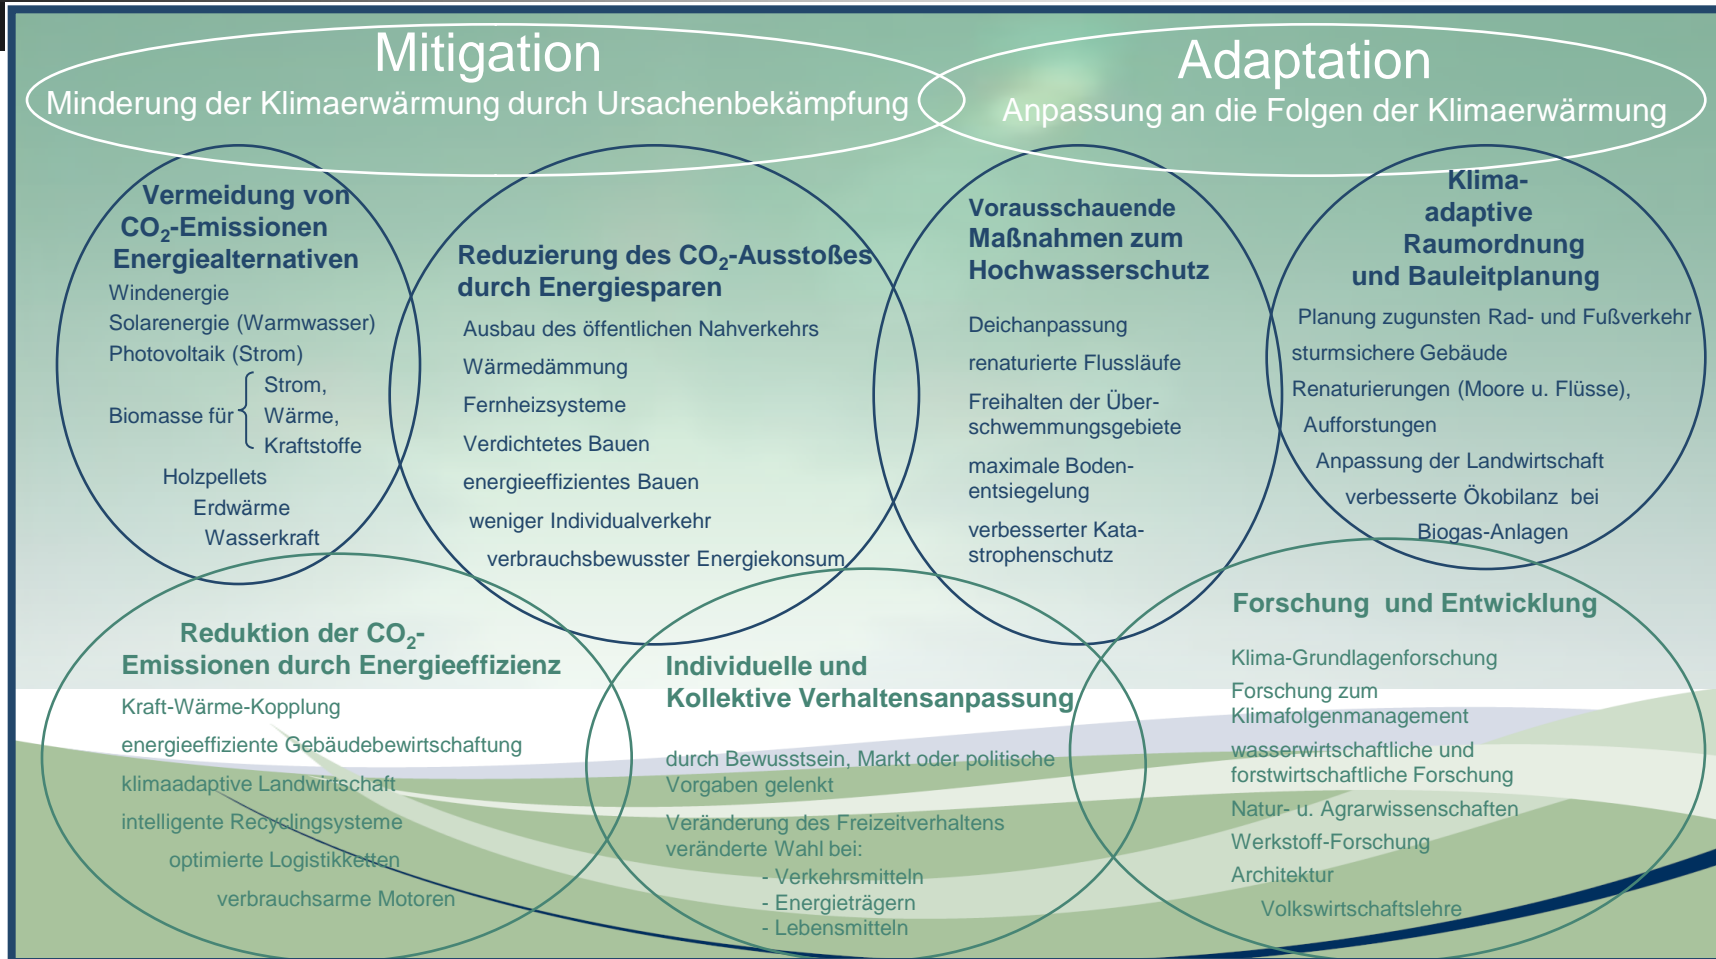 Mitigation
Minderung der Klimaerwärmung durch Ursachenbekämpfung
Adaptation
Anpassung an die Folgen der Klimaerwärmung
Vermeidung von
CO₂-Emissionen
Energiealternativen
Windenergie
Solarenergie (Warmwasser)
Photovoltaik (Strom)
Biomasse für
Strom,
Wärme,
Kraftstoffe
Holzpellets
Erdwärme
Wasserkraft
Reduzierung des CO₂-Ausstoßes
durch Energiesparen
Ausbau des öffentlichen Nahverkehrs
Wärmedämmung
Fernheizsysteme
Verdichtetes Bauen
energieeffizientes Bauen
weniger Individualverkehr
verbrauchsbewusster Energiekonsum
Vorausschauende
Maßnahmen zum
Hochwasserschutz
Deichanpassung
renaturierte Flussläufe
Freihalten der Über-
schwemmungsgebiete
maximale Boden-
entsiegelung
verbesserter Kata-
strophenschutz
Klima-
adaptive
Raumordnung
und Bauleitplanung
Planung zugunsten Rad- und Fußverkehr
sturmsichere Gebäude
Renaturierungen (Moore u. Flüsse),
Aufforstungen
Anpassung der Landwirtschaft
verbesserte Ökobilanz bei
Biogas-Anlagen
Reduktion der CO₂-
Emissionen durch Energieeffizienz
Kraft-Wärme-Kopplung
energieeffiziente Gebäudebewirtschaftung
klimaadaptive Landwirtschaft
intelligente Recyclingsysteme
optimierte Logistikketten
verbrauchsarme Motoren
Individuelle und
Kollektive Verhaltensanpassung
durch Bewusstsein, Markt oder politische
Vorgaben gelenkt
Veränderung des Freizeitverhaltens
veränderte Wahl bei:
- Verkehrsmitteln
- Energieträgern
- Lebensmitteln
Forschung und Entwicklung
Klima-Grundlagenforschung
Forschung zum
Klimafolgenmanagement
wasserwirtschaftliche und
forstwirtschaftliche Forschung
Natur- u. Agrarwissenschaften
Werkstoff-Forschung
Architektur
Volkswirtschaftslehre